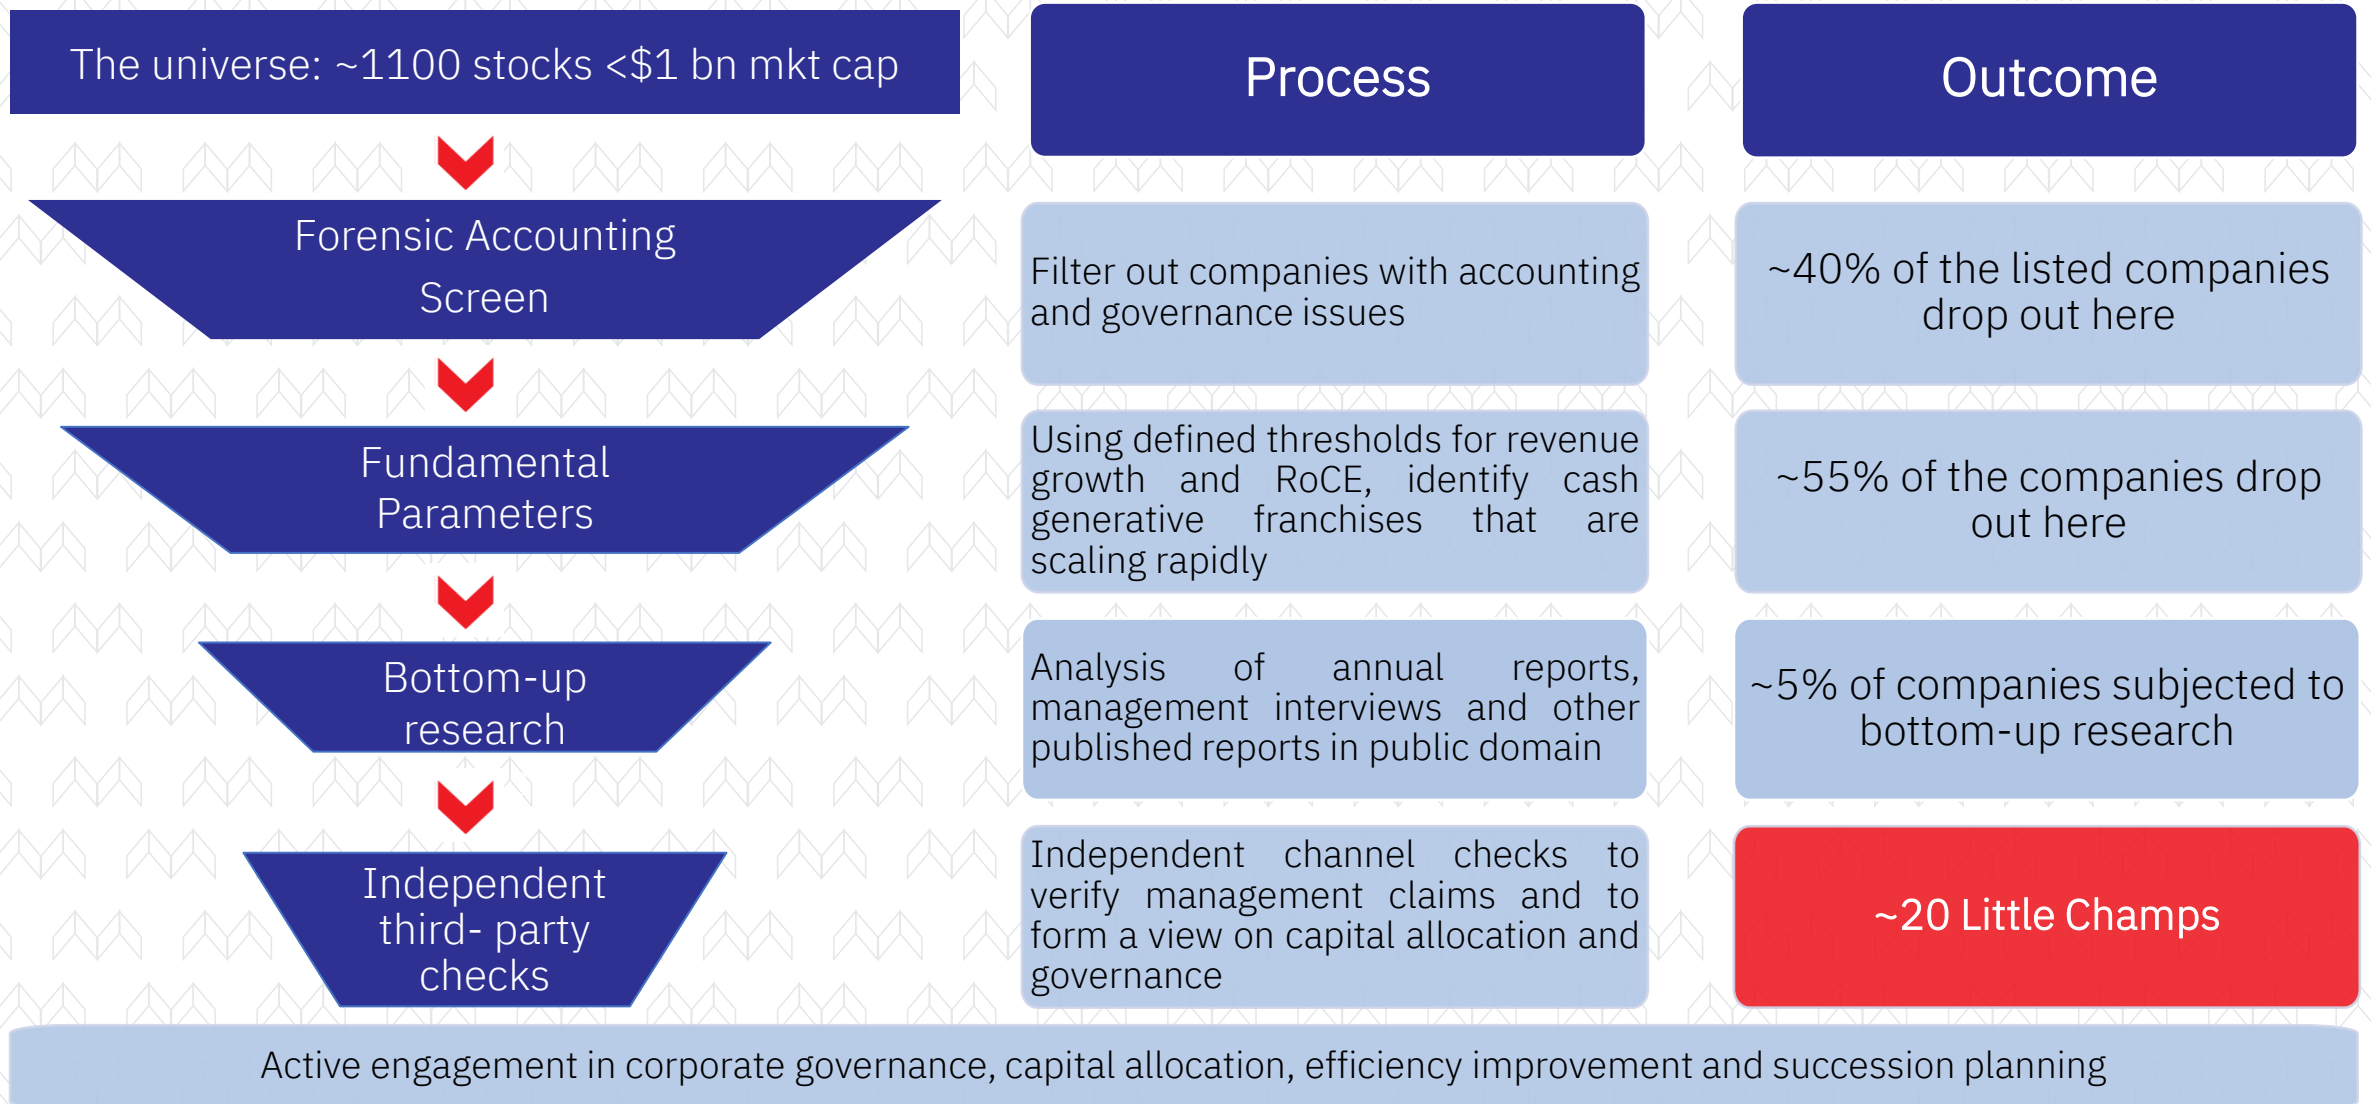 The universe: ~1100 stocks <$1 bn mkt cap
Process
Outcome
Forensic Accounting
Screen
Filter out companies with accounting
and governance issues
~40% of the listed companies
drop out here
Fundamental
Parameters
Using defined thresholds for revenue
growth and RoCE, identify cash
generative franchises that are
scaling rapidly
~55% of the companies drop
out here
Bottom-up
research
Analysis of annual reports,
management interviews and other
published reports in public domain
~5% of companies subjected to
bottom-up research
Independent
third- party
checks
Independent channel checks to
verify management claims and to
form a view on capital allocation and
governance
~20 Little Champs
Active engagement in corporate governance, capital allocation, efficiency improvement and succession planning